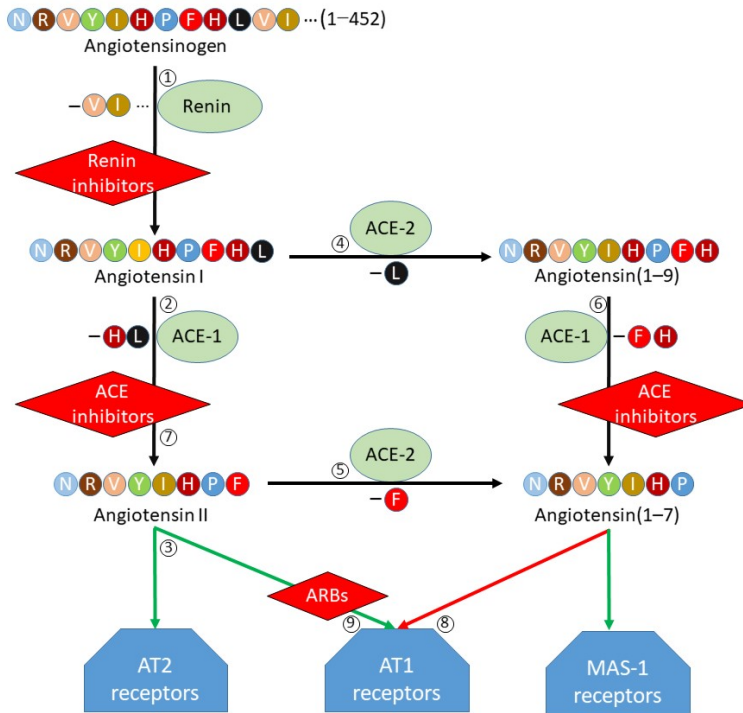 N R V Y I H P F H L V I ··· (1–452)
Angiotensinogen
①
– V I ···
Renin
Renin
inhibitors
N R V Y I H P F H L
Angiotensin I
④
ACE-2
– L
N R V Y I H P F H
Angiotensin(1–9)
②
– H L
ACE-1
ACE
inhibitors
⑦
⑥
ACE-1
– F H
ACE
inhibitors
N R V Y I H P F
Angiotensin II
⑤
ACE-2
– F
N R V Y I H P
Angiotensin(1–7)
③
ARBs
⑨
⑧
AT2
receptors
AT1
receptors
MAS-1
receptors